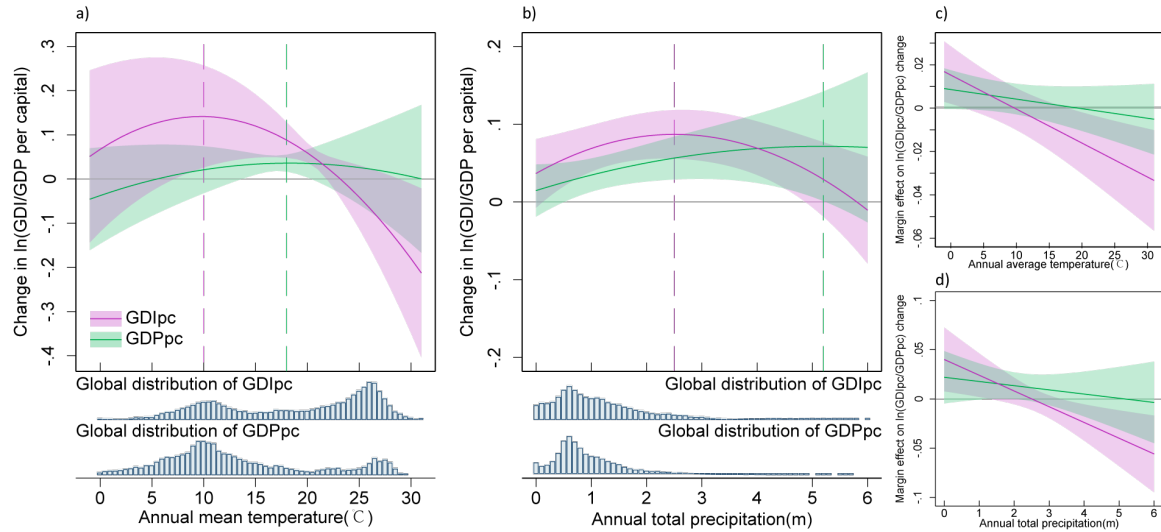 a)
Change in ln(GDI/GDP per capital)
.3
.2
0.1
0
-.1
-.2
-.3
-.4
GDIpc
GDPpc
Global distribution of GDIpc
Global distribution of GDPpc
0 5 10 15 20 25 30
Annual mean temperature(℃)
b)
Change in ln(GDI/GDP per capital)
.2
.1
0
.1
-.2
Global distribution of GDIpc
Global distribution of GDPpc
0 1 2 3 4 5 6
Annual total precipitation(m)
c)
Margin effect on ln(GDIpc/GDPpc) change
.02
0
-.02
-.04
-.06
0 5 10 15 20 25 30
Annual average temperature(℃)
d)
Margin effect on ln(GDIpc/GDPpc) change
.1
.05
0
.05
-.1
0 1 2 3 4 5 6
Annual total precipitation(m)